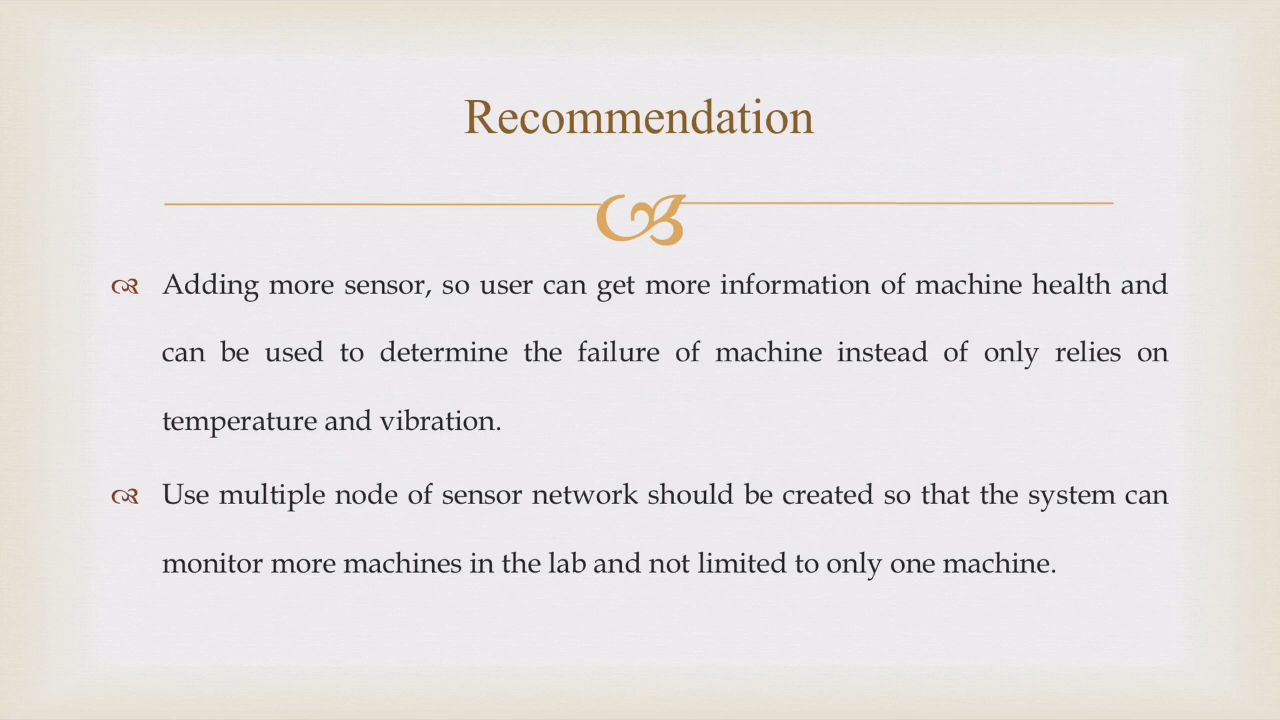 Recommendation
Adding more sensor, so user can get more information of machine health and
can be used to determine the failure of machine instead of only relies on
temperature and vibration.
Use multiple node of sensor network should be created so that the system can
monitor more machines in the lab and not limited to only one machine.